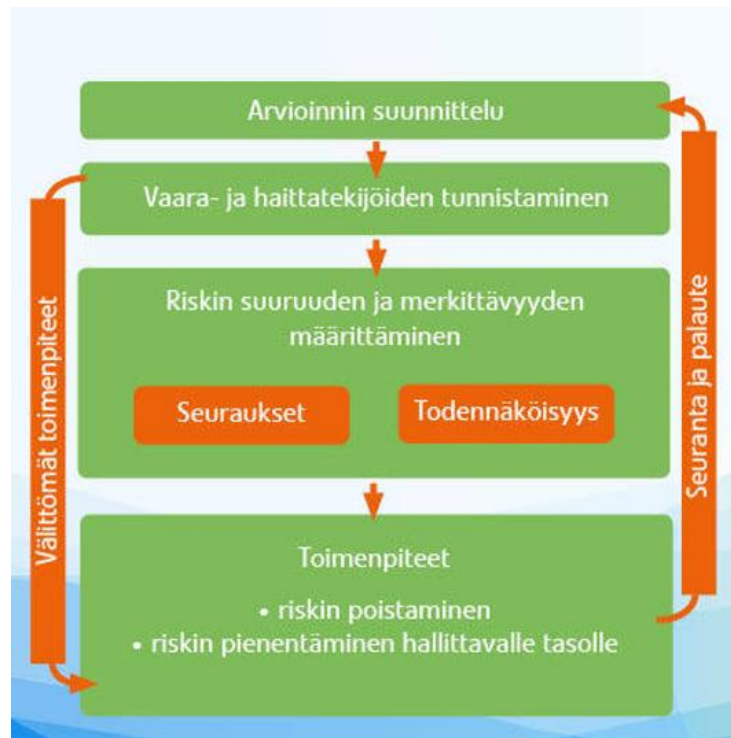 Arvioinnin suunnittelu
Vaara- ja haittatekijöiden tunnistaminen
Riskin suuruuden ja merkittävyyden
määrittäminen
Seuraukset
Todennäköisyys
Toimenpiteet
• riskin poistaminen
• riskin pienentäminen hallittavalle tasolle
Välittömät toimenpiteet
Seuranta ja palaute